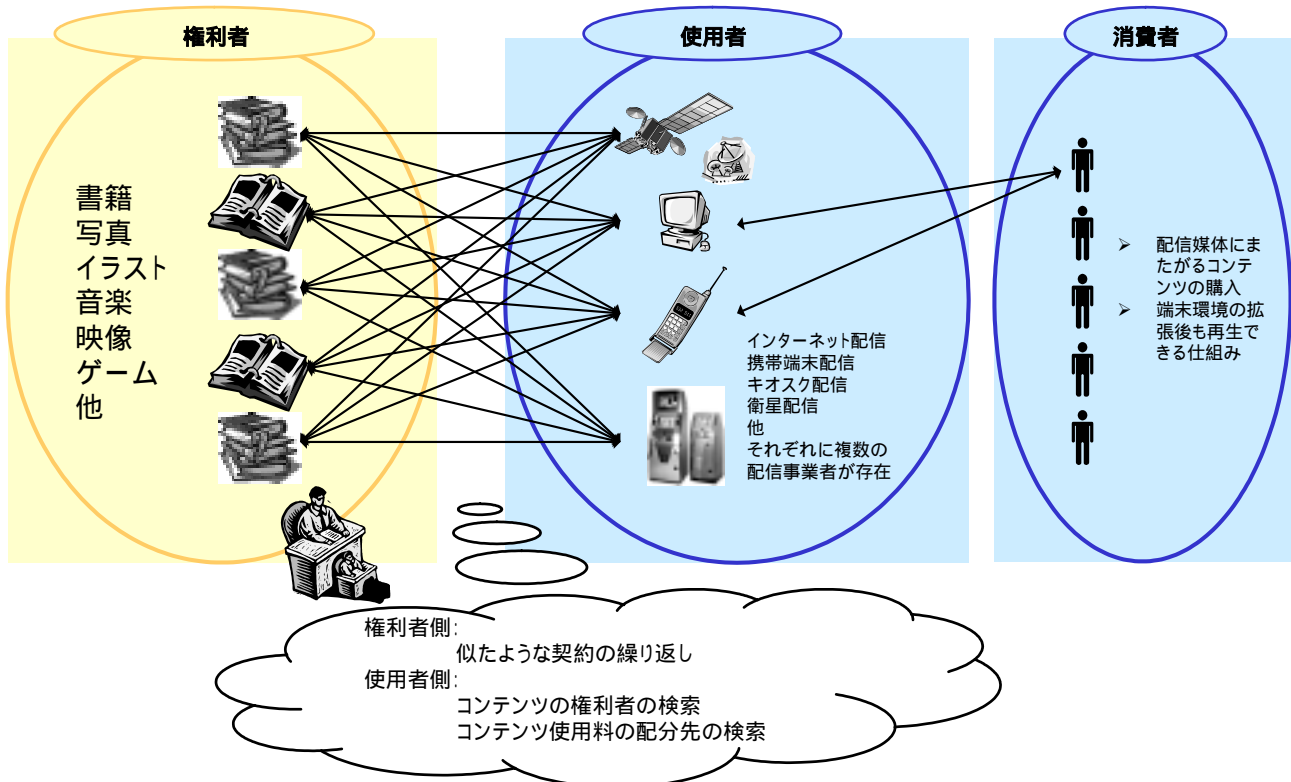 権利者
使用者
消費者
書籍
写真
イラスト
音楽
映像
ゲーム
他
インターネット配信
携帯端末配信
キオスク配信
衛星配信
他
それぞれに複数の
配信事業者が存在
➢ 配信媒体にま
たがるコンテ
ンツの購入
➢ 端末環境の拡
張後も再生で
きる仕組み
権利者側:
似たような契約の繰り返し
使用者側:
コンテンツの権利者の検索
コンテンツ使用料の配分先の検索